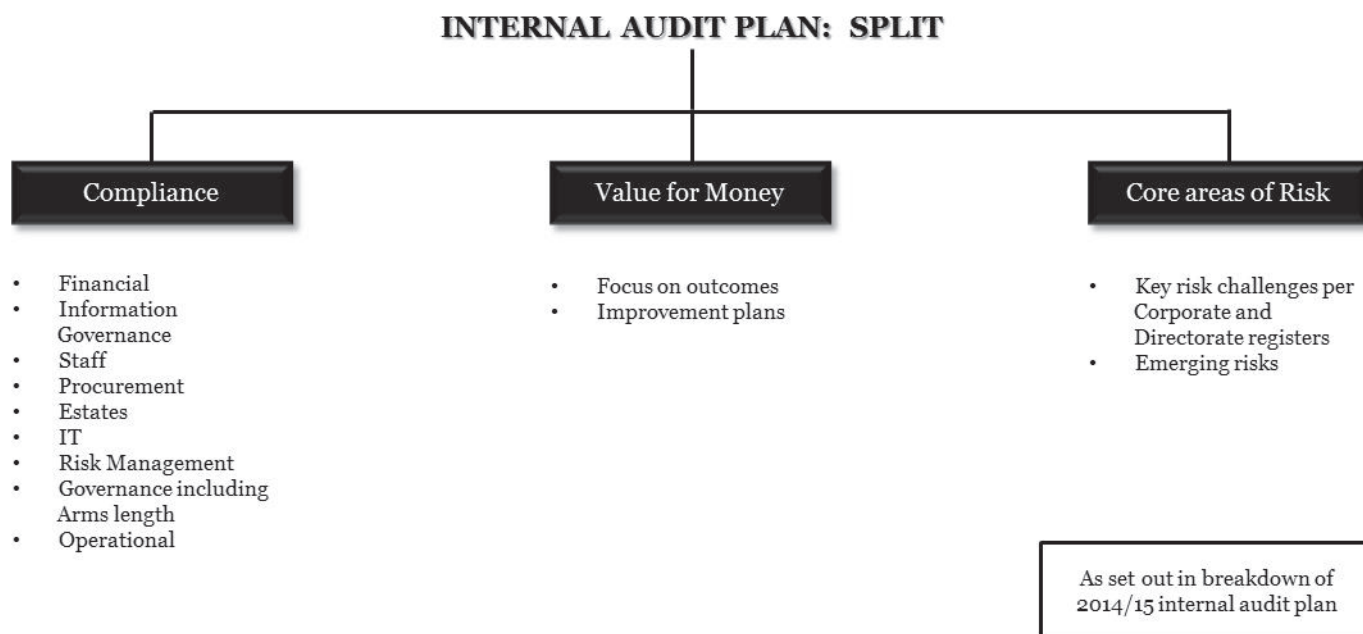 INTERNAL AUDIT PLAN: SPLIT
Compliance
Value for Money
Core areas of Risk
• Financial
• Information
Governance
• Staff
• Procurement
• Estates
• IT
• Risk Management
• Governance including
Arms length
• Operational
• Focus on outcomes
• Improvement plans
• Key risk challenges per
Corporate and
Directorate registers
• Emerging risks
As set out in breakdown of
2014/15 internal audit plan